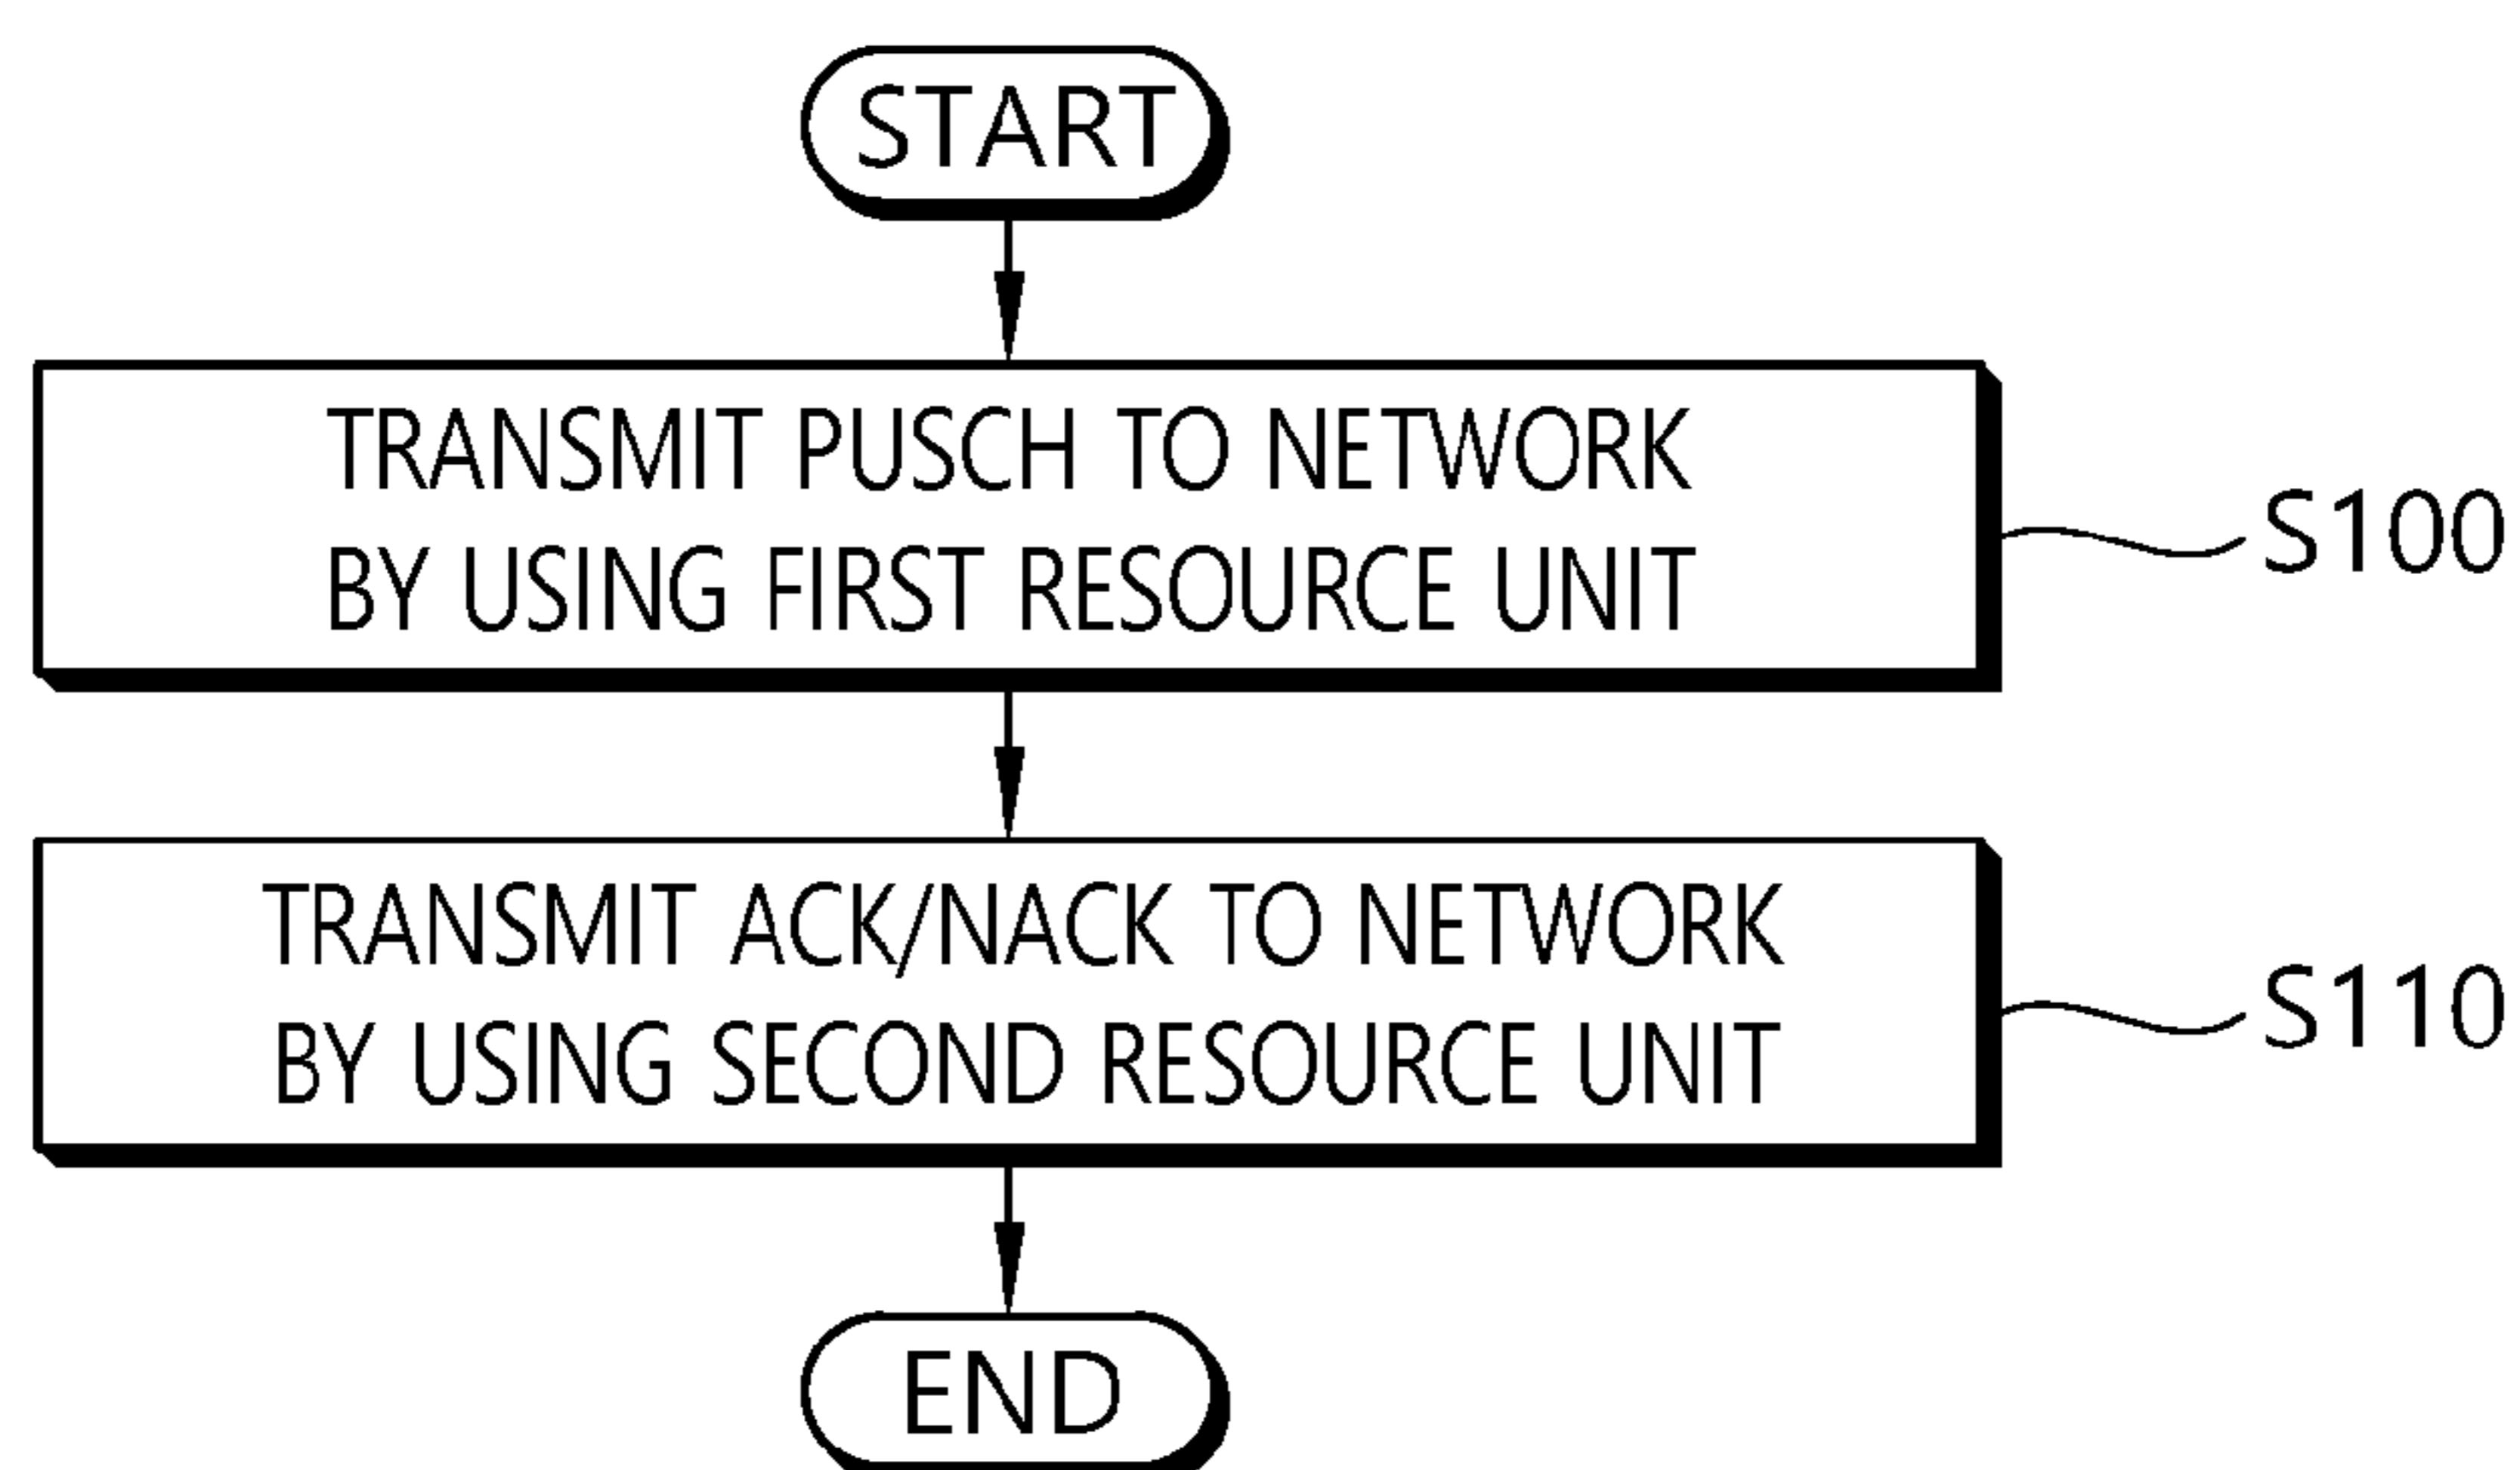 START
TRANSMIT PUSCH TO NETWORK
BY USING FIRST RESOURCE UNIT
S100
TRANSMIT ACK/NACK TO NETWORK
BY USING SECOND RESOURCE UNIT
S110
END